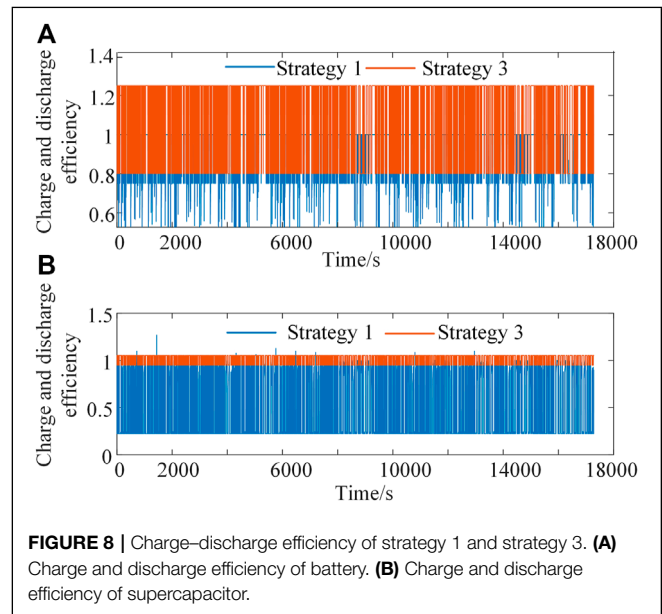 A
Strategy 1 Strategy 3
Charge and discharge
efficiency
1.4
1.2
1
0.8
0.6
0 2000 6000 10000 14000 18000
Time/s
B
Strategy 1 Strategy 3
Charge and discharge
efficiency
1.5
1
0.5
0
0 2000 6000 10000 14000 18000
Time/s
FIGURE 8 | Charge–discharge efficiency of strategy 1 and strategy 3. (A)
Charge and discharge efficiency of battery. (B) Charge and discharge
efficiency of supercapacitor.